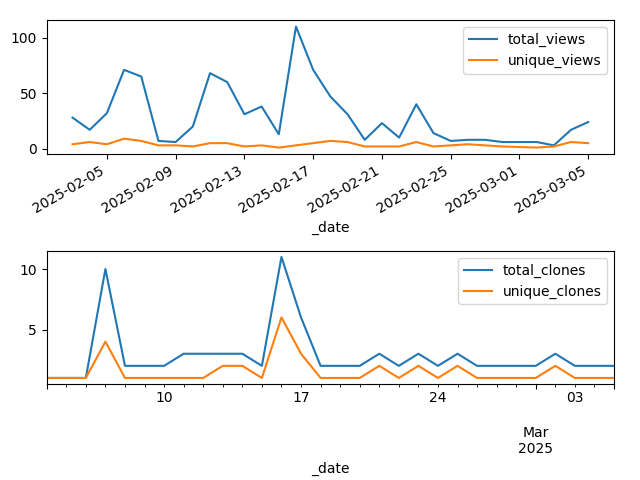 100
50
0
total_views
unique_views
2025-02-05
2025-02-09
2025-02-13
2025-02-17
2025-02-21
2025-02-25
2025-03-01
2025-03-05
_date
10
5
total_clones
unique_clones
10
17
24
03
Mar
2025
_date